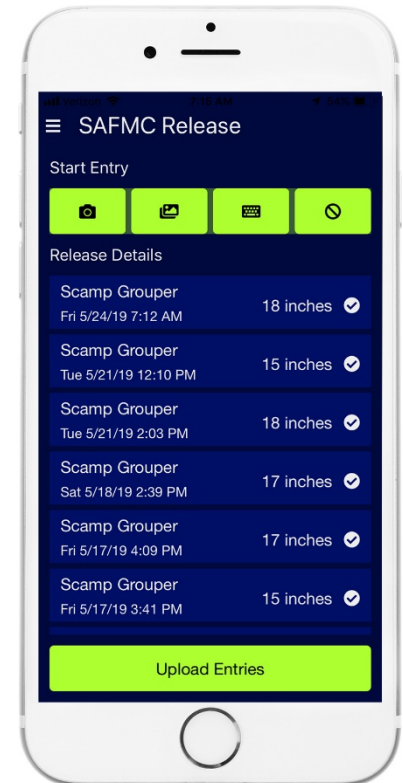 SAFMC Release
Start Entry
Release Details
Scamp Grouper
Fri 5/24/19 7:12 AM
18 inches
Scamp Grouper
Tue 5/21/19 12:10 PM
15 inches
Scamp Grouper
Tue 5/21/19 2:03 PM
18 inches
Scamp Grouper
Sat 5/18/19 2:39 PM
17 inches
Scamp Grouper
Fri 5/17/19 4:09 PM
17 inches
Scamp Grouper
Fri 5/17/19 3:41 PM
15 inches
Upload Entries